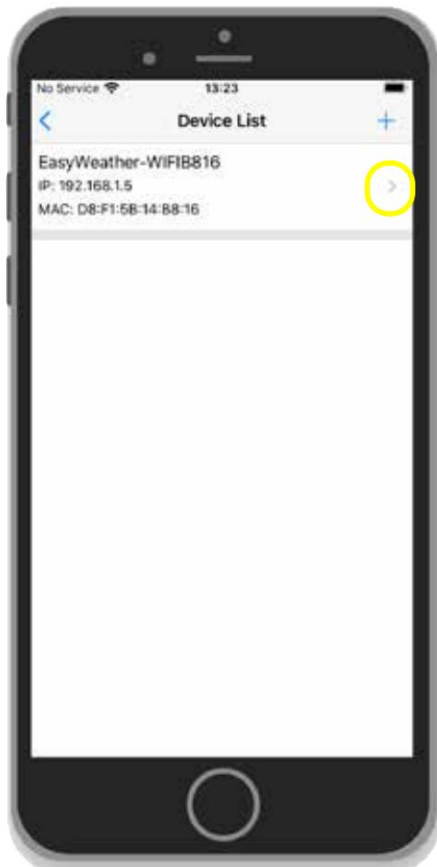 No Service
13:23
Device List
EasyWeather-WIFIB816
IP: 192.168.1.5
MAC: D8:F1:5B:14:B8:16